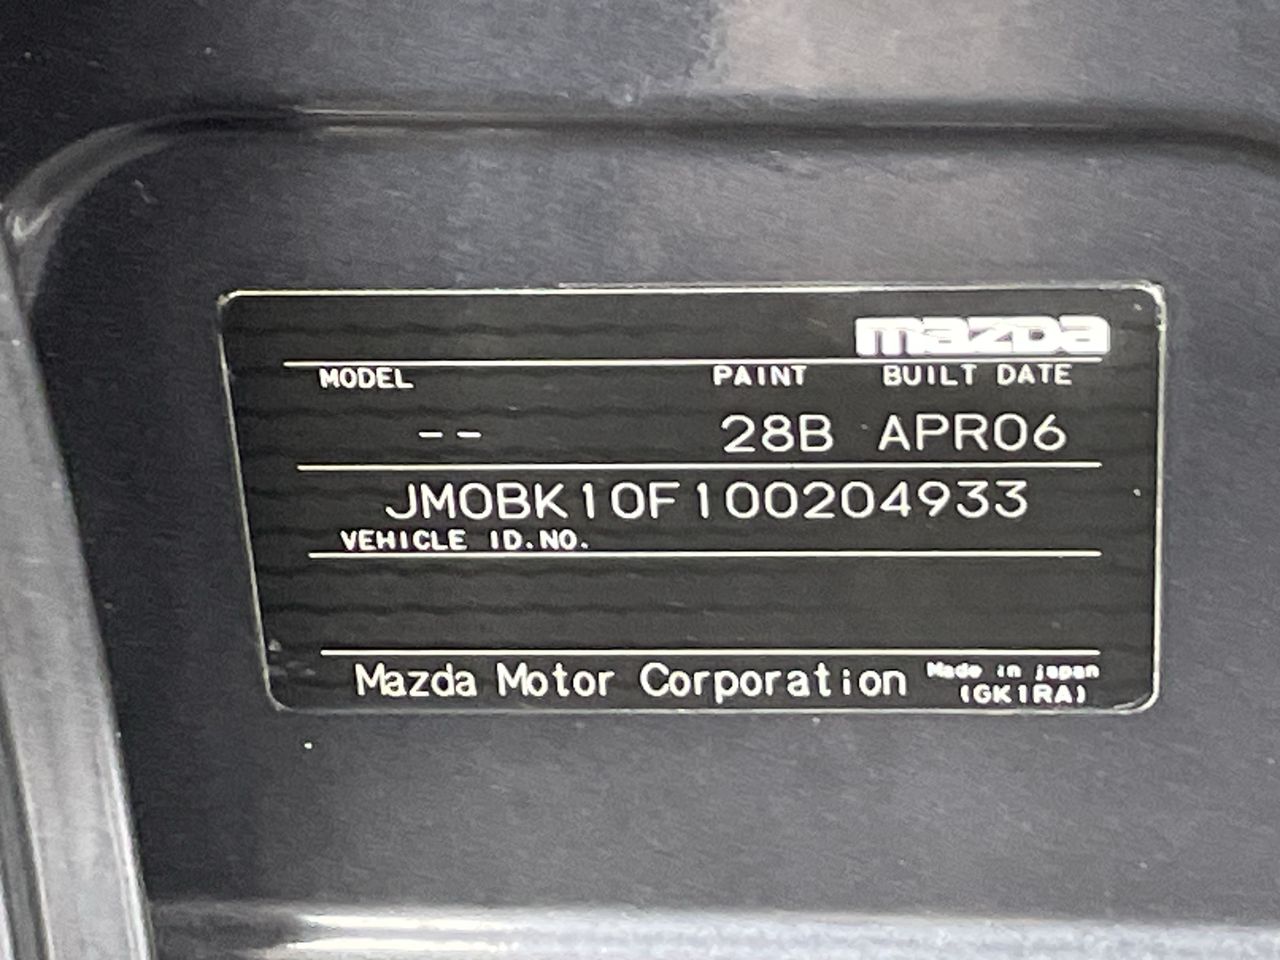 mazda
MODEL PAINT BUILT DATE
-- 28B APR06
JM0BK10F100204933
VEHICLE ID.NO.
Mazda Motor Corporation Made in japan
(GK1RA)